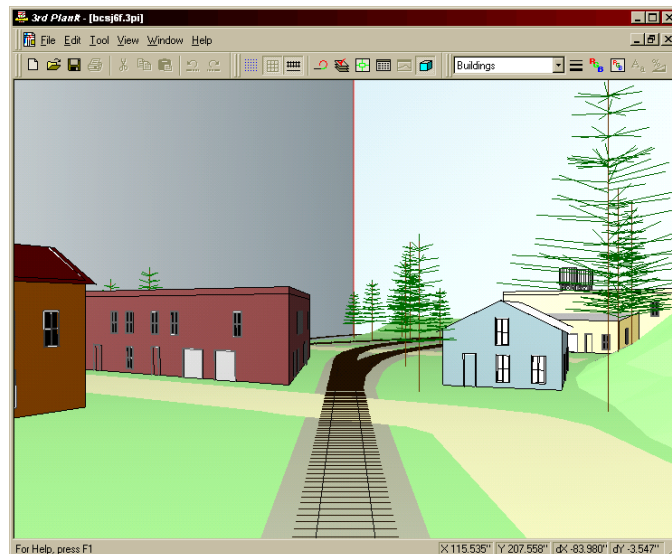 3rd PlanIt - [bcsj6f.3pi]
File Edit Tool View Window Help
Buildings
For Help, press F1
X 115.535" Y 207.558" dX -83.980" dY -3.547"